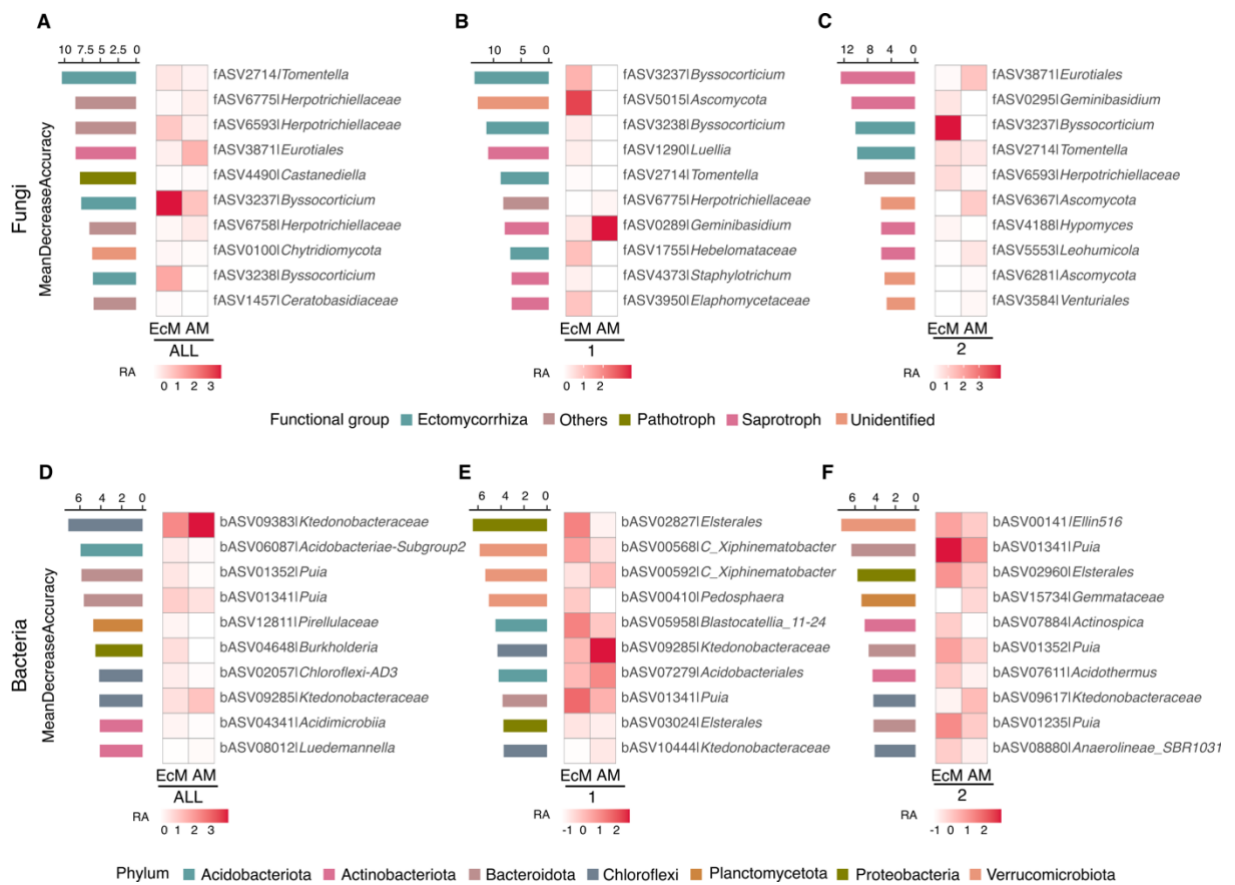 A
B
C
10 7.5 5 2.5 0
10 5 0
12 8 4 0
Fungi
MeanDecreaseAccuracy
fASV2714|Tomentella
fASV6775|Herpotrichiellaceae
fASV6593|Herpotrichiellaceae
fASV3871|Eurotiales
fASV4490|Castanediella
fASV3237|Byssocorticium
fASV6758|Herpotrichiellaceae
fASV0100|Chytridiomycota
fASV3238|Byssocorticium
fASV1457|Ceratobasidiaceae
EcM AM
ALL
RA
0 1 2 3
fASV3237|Byssocorticium
fASV5015|Ascomycota
fASV3238|Byssocorticium
fASV1290|Luellia
fASV2714|Tomentella
fASV6775|Herpotrichiellaceae
fASV0289|Geminibasidium
fASV1755|Hebelomataceae
fASV4373|Staphylotrichum
fASV3950|Elaphomycetaceae
EcM AM
1
RA
0 1 2
fASV3871|Eurotiales
fASV0295|Geminibasidium
fASV3237|Byssocorticium
fASV2714|Tomentella
fASV6593|Herpotrichiellaceae
fASV6367|Ascomycota
fASV4188|Hypomyces
fASV5553|Leohumicola
fASV6281|Ascomycota
fASV3584|Venturiales
EcM AM
2
RA
0 1 2 3
Functional group Ectomycorrhiza Others Pathotroph Saprotroph Unidentified
D
E
F
6 4 2 0
6 4 2 0
6 4 2 0
Bacteria
MeanDecreaseAccuracy
bASV09383|Ktedonobacteraceae
bASV06087|Acidobacteriae-Subgroup2
bASV01352|Puia
bASV01341|Puia
bASV12811|Pirellulaceae
bASV04648|Burkholderia
bASV02057|Chloroflexi-AD3
bASV09285|Ktedonobacteraceae
bASV04341|Acidimicrobiia
bASV08012|Luedemannella
EcM AM
ALL
RA
0 1 2 3
bASV02827|Elsterales
bASV00568|C_Xiphinematobacter
bASV00592|C_Xiphinematobacter
bASV00410|Pedosphaera
bASV05958|Blastocatellia_11-24
bASV09285|Ktedonobacteraceae
bASV07279|Acidobacteriales
bASV01341|Puia
bASV03024|Elsterales
bASV10444|Ktedonobacteraceae
EcM AM
1
RA
-1 0 1 2
bASV00141|Ellin516
bASV01341|Puia
bASV02960|Elsterales
bASV15734|Gemmataceae
bASV07884|Actinospica
bASV01352|Puia
bASV07611|Acidothermus
bASV09617|Ktedonobacteraceae
bASV01235|Puia
bASV08880|Anaerolineae_SBR1031
EcM AM
2
RA
-1 0 1 2
Phylum Acidobacteriota Actinobacteriota Bacteroidota Chloroflexi Planctomycetota Proteobacteria Verrucomicrobiota